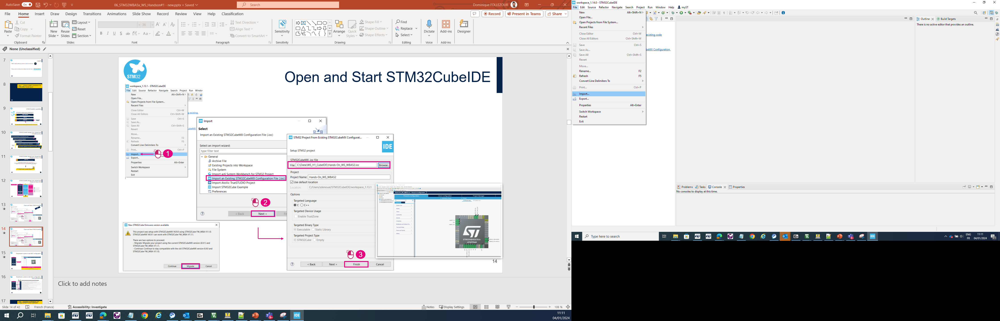 AutoSave On
06_STM32WBA5x_WS_Handson#1 - new.pptx • Saved
Search
Dominique FOLLEZOUR
File Home Insert Draw Design Transitions Animations Slide Show Record Review View Help Classification
Record
Present in Teams
Share
Paste
Cut
Copy
Format Painter
Clipboard
New Slide
Reuse Slides
Layout
Reset
Section
Slides
36
Font
Text Direction
Align Text
Convert to SmartArt
Paragraph
Sensitivity
Sensitivity
Arrange
Quick Styles
Shape Fill
Shape Outline
Shape Effects
Drawing
Find
Replace
Select
Editing
Dictate
Voice
Add-ins
Add-ins
Designer
None (Unclassified)
7
8
9
10
11
12
13
14
15
16
17
STM32
Open and Start STM32CubeIDE
workspace_1.13.1 - STM32CubeIDE
File Edit Source Refactor Navigate Search Project Run Window
New Alt+Shift+N
Open File...
Open Projects from File System...
Recent Files
Close Editor Ctrl+W
Close All Editors Ctrl+Shift+W
Save Ctrl+S
Save As...
Save All Ctrl+Shift+S
Revert
Move...
Rename... F2
Refresh F5
Convert Line Delimiters To
Print... Ctrl+P
Import...
Export...
Properties Alt+Enter
Switch Workspace
Restart
Exit
1
IDE Import
Select
Import an Existing STM32CubeMX Configuration File (.ioc)
Select an import wizard:
type filter text
General
Archive File
Existing Projects into Workspace
File System
Import ac6 System Workbench for STM32 Project
Import an Existing STM32CubeMX Configuration File (.ioc)
Import Atollic TrueSTUDIO Project
Import STM32Cube Example
Preferences
2
< Back Next >
IDE STM32 Project From Existing STM32CubeMX Configurat...
IDE
Setup STM32 project
STM32CubeMX .ioc file
File: C:\Data\WS_H1_CubeIDE\Hands-On_WS_WBA52.ioc Browse...
Project
Project Name: Hands-On_WS_WBA52
Use default location
Location: C:/Users/xdenoual/STM32CubeIDE/workspace_1.13.1
Options
Targeted Language
C C++
Targeted Device Usage
Enable TrustZone
Targeted Binary Type
Executable Static Library
Targeted Project Type
STM32Cube Empty
3
< Back Next > Finish Cancel
Pinout & Configuration Clock Configuration Project Manager
STM32WBA52CGUx
UFQFPN48
New STM32Cube firmware version available
This project was setup with STM32CubeMX V6.9.0 using STM32Cube FW_WBA V1.1.0.
STM32CubeMX V6.9.1 can work with STM32Cube FW_WBA V1.1.1.
There are two options to proceed:
- Migrate: Migrate your project using the current STM32CubeMX version (6.9.1) and
STM32Cube FW_WBA V1.1.1.
- Continue: Continue to stay compatible with the old STM32CubeMX version 6.9.0 and
STM32Cube FW_WBA V1.1.0.
Continue Migrate Cancel
14
Click to add notes
Slide 14 of 42 French (France) Accessibility: Investigate
Notes Display Settings 108 %
11:11
04/01/2024
IDE workspace_1.14.0 - STM32CubeIDE
File Edit Source Refactor Navigate Search Project Run Window Help myST
New Alt+Shift+N
Open File...
Open Projects from File System...
Recent Files
Close Editor Ctrl+W
Close All Editors Ctrl+Shift+W
Save Ctrl+S
Save As...
Save All Ctrl+Shift+S
Revert
Move...
Rename... F2
Refresh F5
Convert Line Delimiters To
Print... Ctrl+P
Import...
Export...
Properties Alt+Enter
Switch Workspace
Restart
Exit
existing code
beMX Configuration
Outline Build Targets
There is no active editor that provides an outline.
Problems Tasks Console Properties
No consoles to display at this time.
Type here to search
ENG
FR
11:11
04/01/2024
23